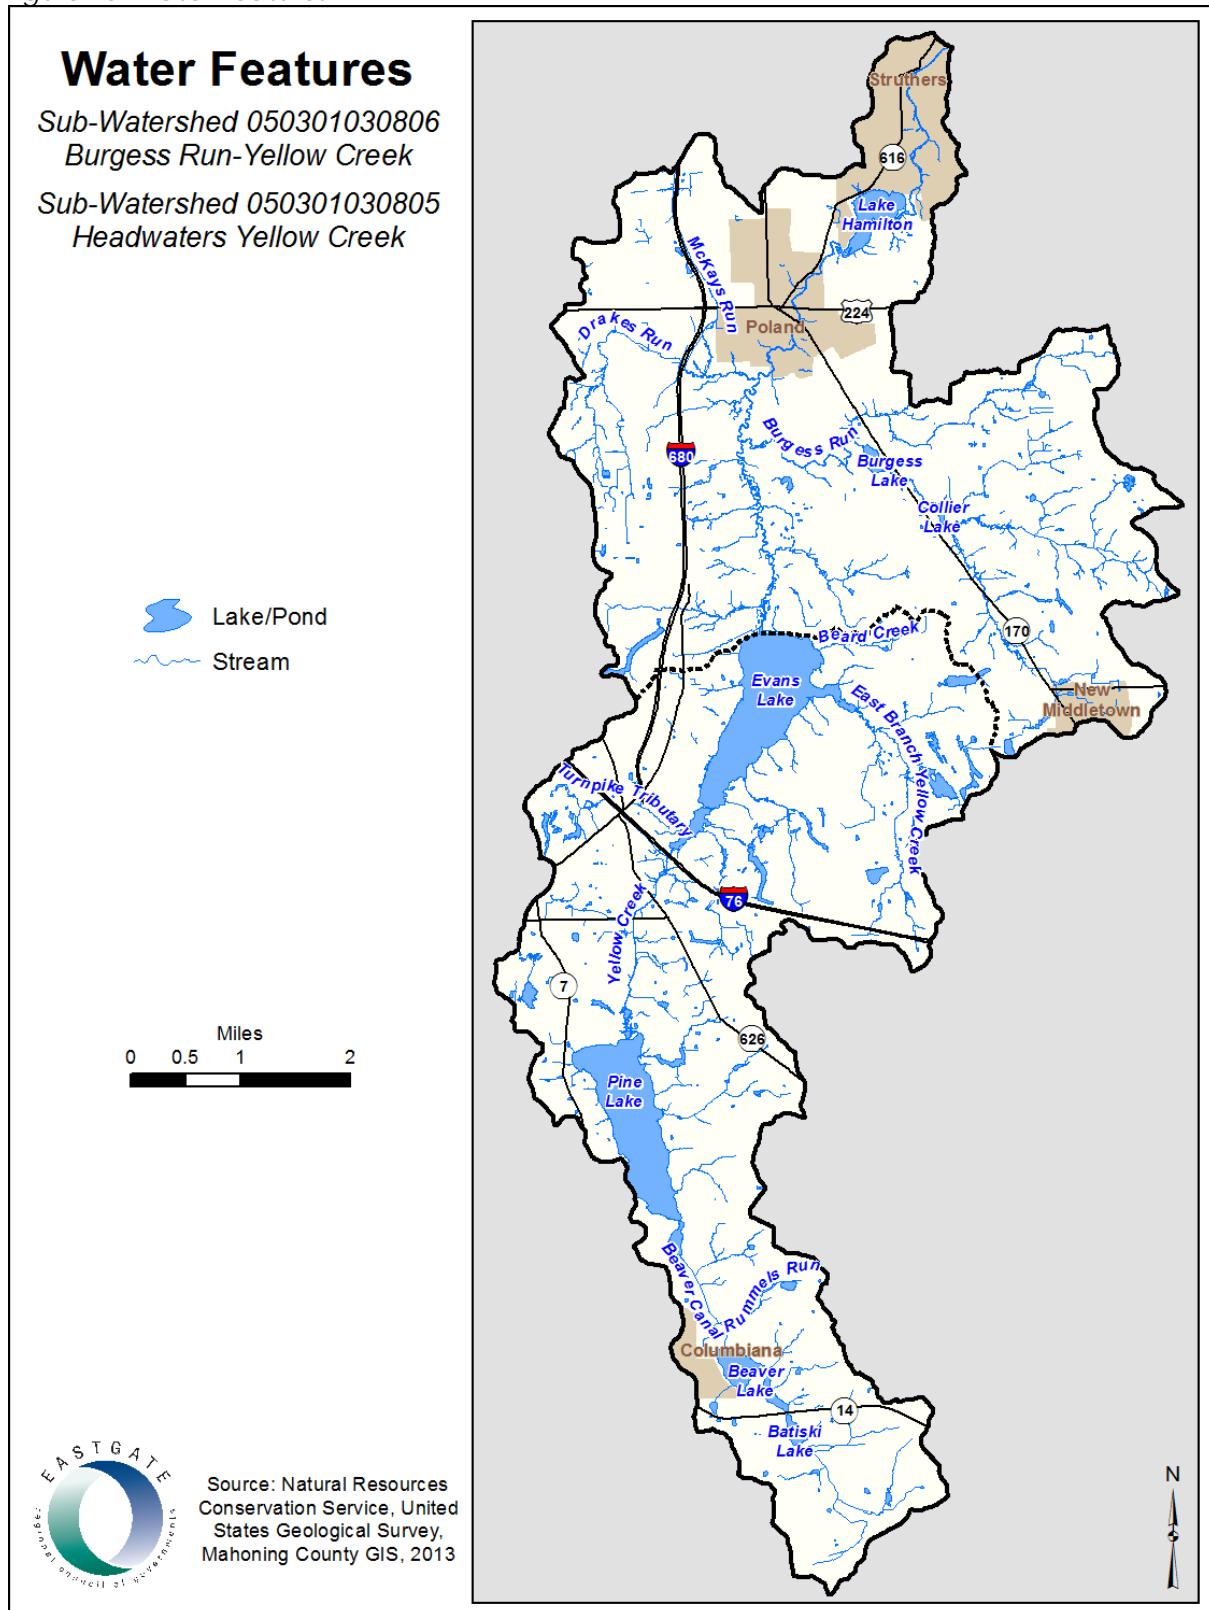 Water Features
Sub-Watershed 050301030806
Burgess Run-Yellow Creek
Sub-Watershed 050301030805
Headwaters Yellow Creek
Lake/Pond
Stream
Miles
0 0.5 1 2
EASTGATE
regional council of governments
Source: Natural Resources
Conservation Service, United
States Geological Survey,
Mahoning County GIS, 2013
Struthers
616
Lake
Hamilton
McKays Run
224
Poland
Drakes Run
Burgess Run
680
Burgess
Lake
Collier
Lake
Beard Creek
170
Evans
Lake
East Branch Yellow Creek
New
Middletown
Turnpike Tributary
76
Yellow Creek
7
626
Pine
Lake
Beaver Canal
Rummels Run
Columbiana
Beaver
Lake
14
Batiski
Lake
N